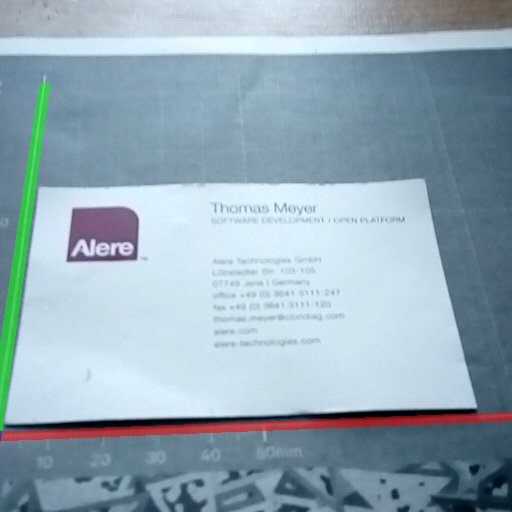 Thomas Meyer
SOFTWARE DEVELOPMENT / OPEN PLATFORM
Alere™
Alere Technologies GmbH
Löbstedter Str. 103-105
07749 Jena | Germany
office +49 (0) 3641 3111-247
fax +49 (0) 3641 3111-120
thomas.meyer@clondiag.com
alere.com
alere-technologies.com
10 20 30 40 50mm